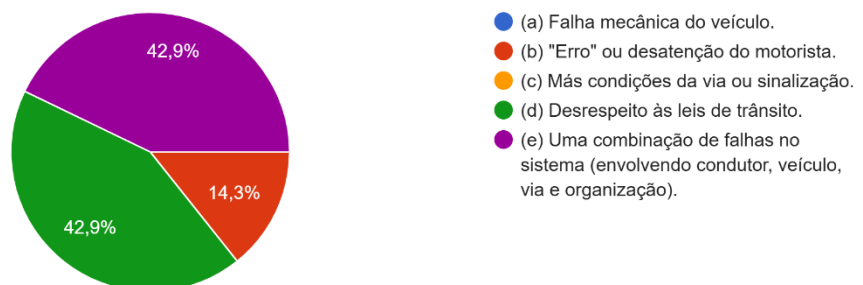 42,9%
14,3%
42,9%
(a) Falha mecânica do veículo.
(b) "Erro" ou desatenção do motorista.
(c) Más condições da via ou sinalização.
(d) Desrespeito às leis de trânsito.
(e) Uma combinação de falhas no
sistema (envolvendo condutor, veículo,
via e organização).